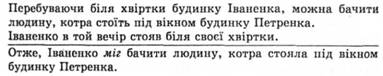 Перебуваючи біля хвіртки будинку Іваненка, можна бачити
людину, котра стоїть під вікном будинку Петренка.
Іваненко в той вечір стояв біля своєї хвіртки.
Отже, Іваненко міг бачити людину, котра стояла під вікном
будинку Петренка.